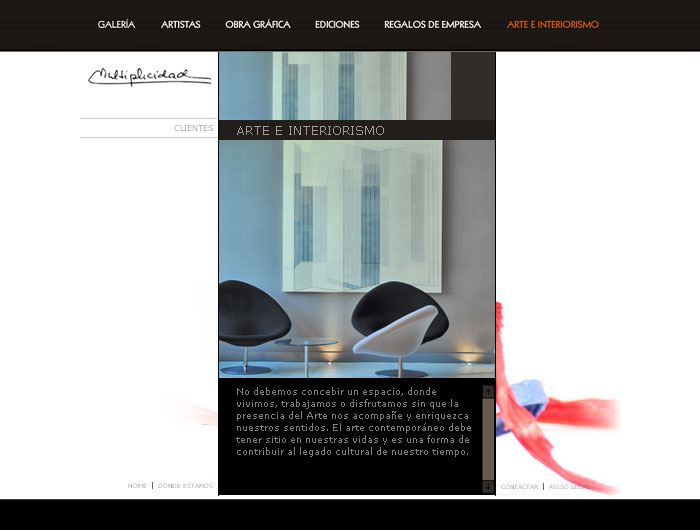 GALERÍA ARTISTAS OBRA GRÁFICA EDICIONES REGALOS DE EMPRESA ARTE E INTERIORISMO
Multiplicidad
CLIENTES
ARTE E INTERIORISMO
No debemos concebir un espacio, donde
vivimos, trabajamos o disfrutamos sin que la
presencia del Arte nos acompañe y enriquezca
nuestros sentidos. El arte contemporáneo debe
tener sitio en nuestras vidas y es una forma de
contribuir al legado cultural de nuestro tiempo.
HOME | DÓNDE ESTAMOS CONTACTAR | AVISO LEGAL